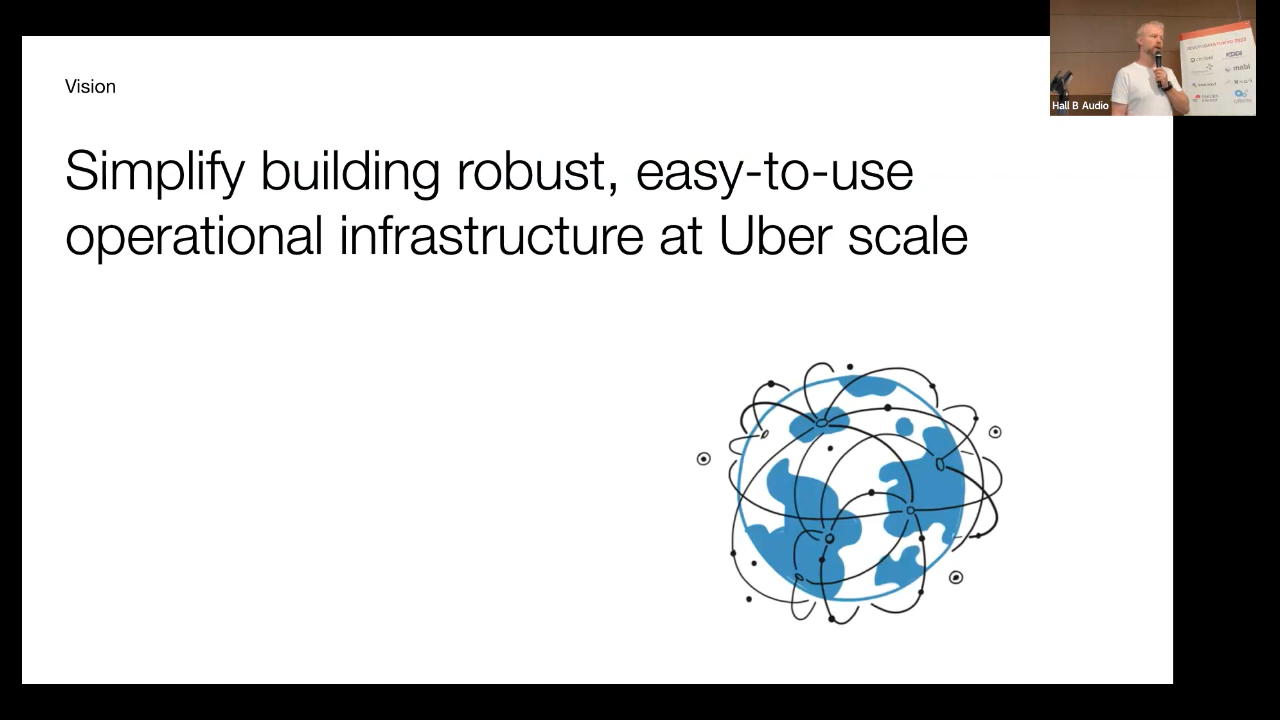 Vision
Simplify building robust, easy-to-use
operational infrastructure at Uber scale
Hall B Audio